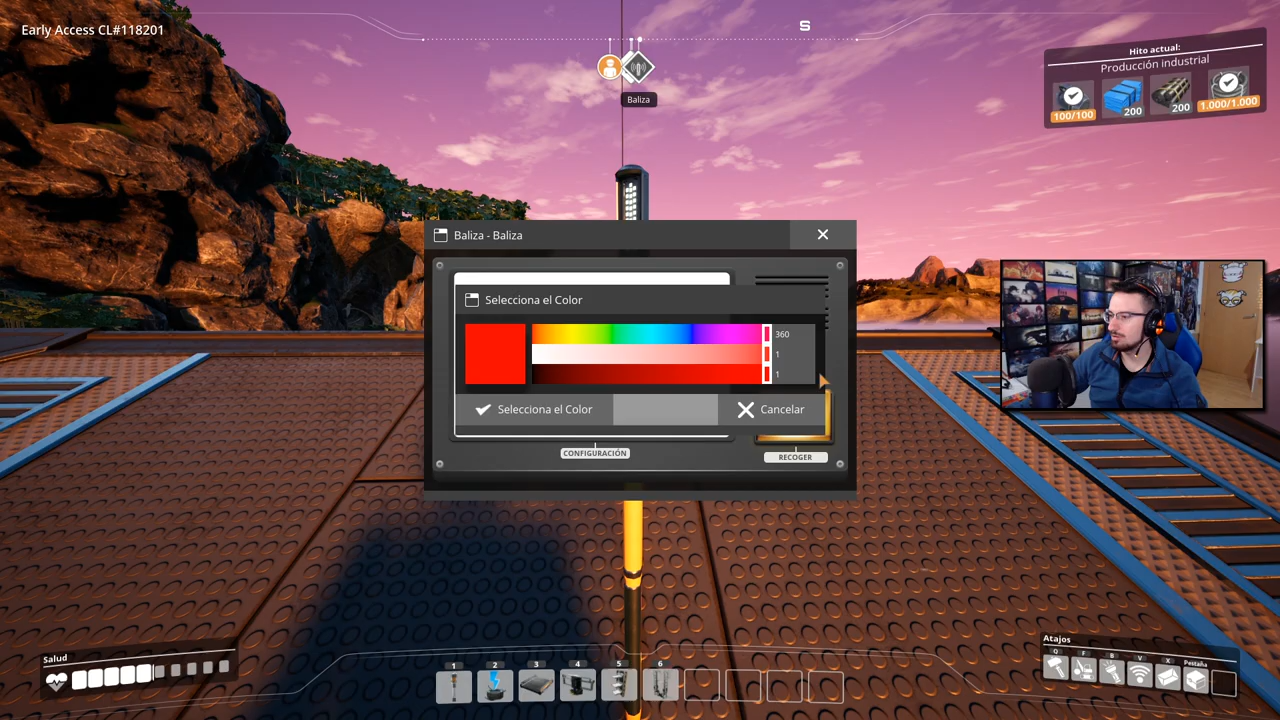 Early Access CL#118201
S
Baliza
Hito actual:
Producción industrial
100/100
200
200
1.000/1.000
Baliza - Baliza
Selecciona el Color
360
1
1
Selecciona el Color
Cancelar
CONFIGURACIÓN
RECOGER
Salud
1 2 3 4 5 6
Atajos
Q F B V X Pestaña